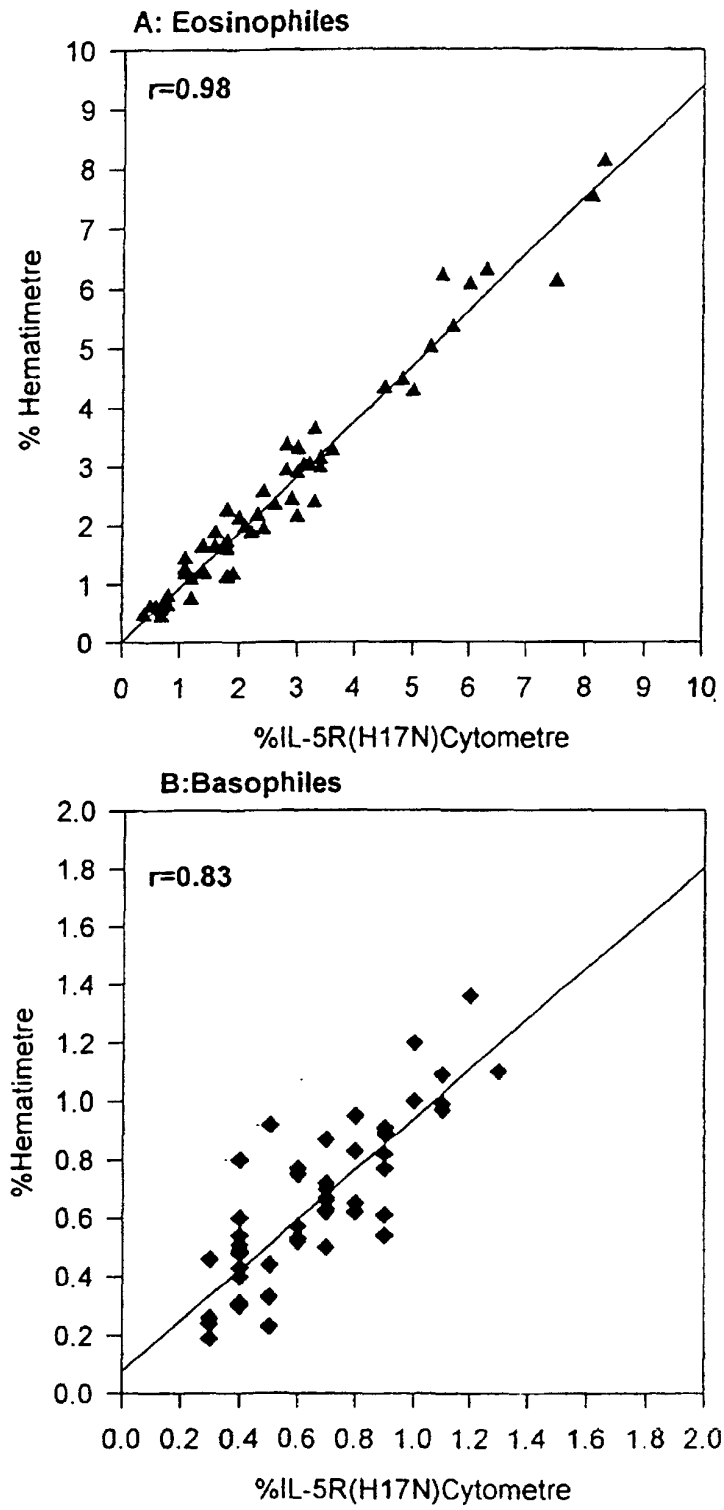 A: Eosinophiles
r=0.98
10
9
8
7
6
5
4
3
2
1
0
% Hematimetre
0 1 2 3 4 5 6 7 8 9 10
%IL-5R(H17N)Cytometre
B:Basophiles
r=0.83
2.0
1.8
1.6
1.4
1.2
1.0
0.8
0.6
0.4
0.2
0.0
%Hematimetre
0.0 0.2 0.4 0.6 0.8 1.0 1.2 1.4 1.6 1.8 2.0
%IL-5R(H17N)Cytometre